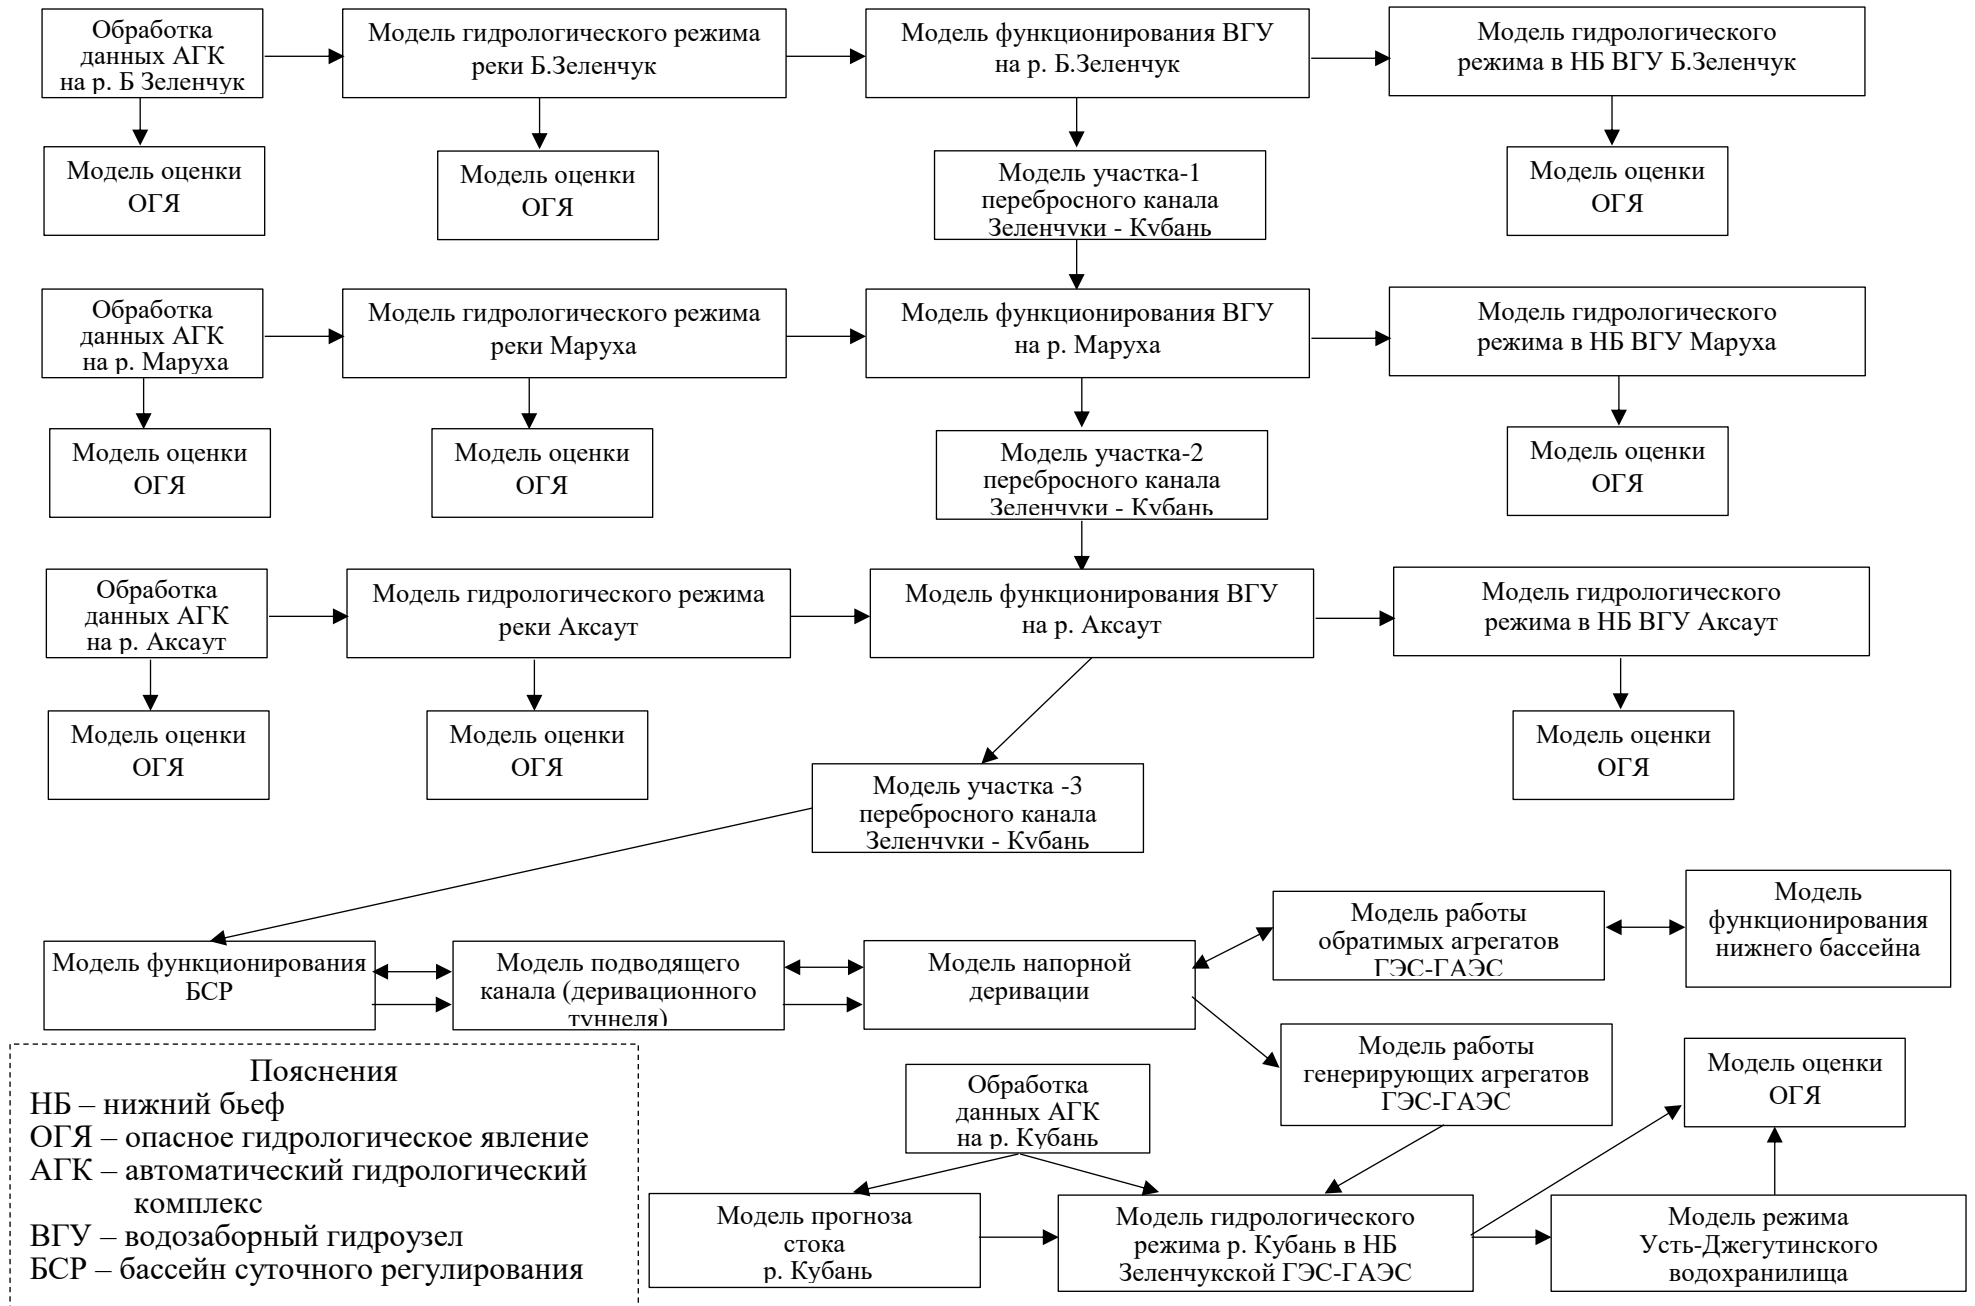 Обработка
данных АГК
на р. Б Зеленчук
Модель гидрологического режима
реки Б.Зеленчук
Модель функционирования ВГУ
на р. Б.Зеленчук
Модель гидрологического
режима в НБ ВГУ Б.Зеленчук
Модель оценки
ОГЯ
Модель оценки
ОГЯ
Модель участка-1
перебросного канала
Зеленчуки - Кубань
Модель оценки
ОГЯ
Обработка
данных АГК
на р. Маруха
Модель гидрологического режима
реки Маруха
Модель функционирования ВГУ
на р. Маруха
Модель гидрологического
режима в НБ ВГУ Маруха
Модель оценки
ОГЯ
Модель оценки
ОГЯ
Модель участка-2
перебросного канала
Зеленчуки - Кубань
Модель оценки
ОГЯ
Обработка
данных АГК
на р. Аксаут
Модель гидрологического режима
реки Аксаут
Модель функционирования ВГУ
на р. Аксаут
Модель гидрологического
режима в НБ ВГУ Аксаут
Модель оценки
ОГЯ
Модель оценки
ОГЯ
Модель оценки
ОГЯ
Модель участка -3
перебросного канала
Зеленчуки - Кубань
Модель функционирования
БСР
Модель подводящего
канала (деривационного
туннеля)
Модель напорной
деривации
Модель работы
обратимых агрегатов
ГЭС-ГАЭС
Модель
функционирования
нижнего бассейна
Модель работы
генерирующих агрегатов
ГЭС-ГАЭС
Модель оценки
ОГЯ
Обработка
данных АГК
на р. Кубань
Модель прогноза
стока
р. Кубань
Модель гидрологического
режима р. Кубань в НБ
Зеленчукской ГЭС-ГАЭС
Модель режима
Усть-Джегутинского
водохранилища
Пояснения
НБ – нижний бьеф
ОГЯ – опасное гидрологическое явление
АГК – автоматический гидрологический
комплекс
ВГУ – водозаборный гидроузел
БСР – бассейн суточного регулирования